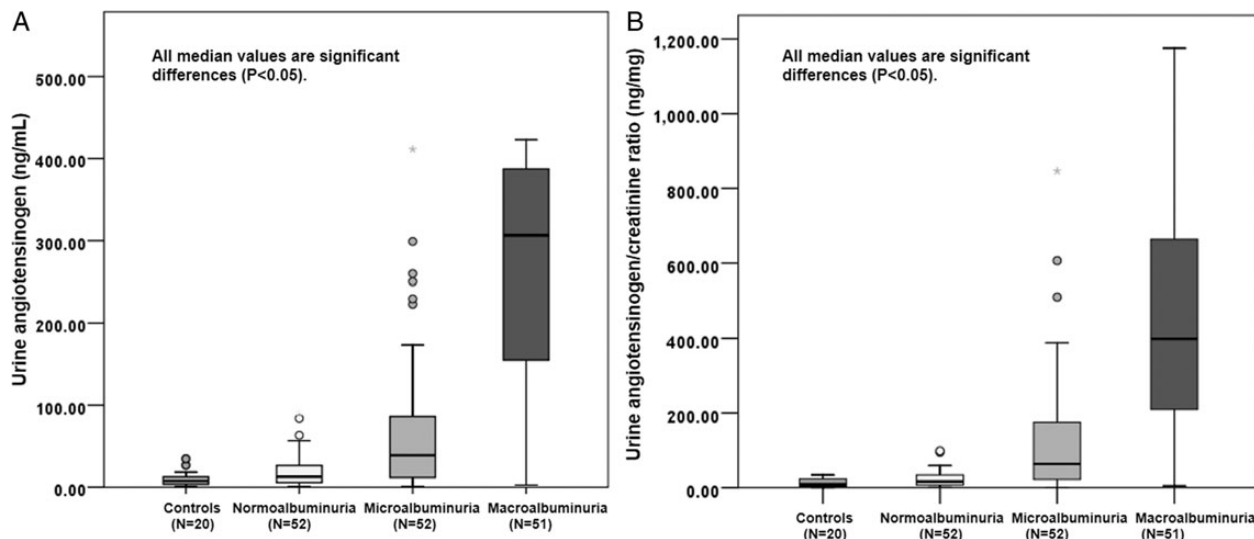 A
All median values are significant
differences (P<0.05).
Urine angiotensinogen (ng/mL)
500.00
400.00
300.00
200.00
100.00
0.00
Controls
(N=20)
Normoalbuminuria
(N=52)
Microalbuminuria
(N=52)
Macroalbuminuria
(N=51)
B
All median values are significant
differences (P<0.05).
Urine angiotensinogen/creatinine ratio (ng/mg)
1,200.00
1,000.00
800.00
600.00
400.00
200.00
0.00
Controls
(N=20)
Normoalbuminuria
(N=52)
Microalbuminuria
(N=52)
Macroalbuminuria
(N=51)